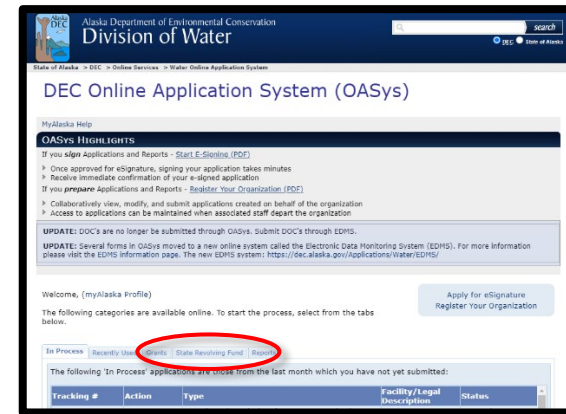 Alaska
DEC
Alaska Department of Environmental Conservation
Division of Water
search
DEC State of Alaska
State of Alaska > DEC > Online Services > Water Online Application System
DEC Online Application System (OASys)
MyAlaska Help
OASys Highlights
If you sign Applications and Reports - Start E-Signing (PDF)
Once approved for eSignature, signing your application takes minutes
Receive immediate confirmation of your e-signed application
If you prepare Applications and Reports - Register Your Organization (PDF)
Collaboratively view, modify, and submit applications created on behalf of the organization
Access to applications can be maintained when associated staff depart the organization
UPDATE: DOC's are no longer be submitted through OASys. Submit DOC's through EDMS.
UPDATE: Several forms in OASys moved to a new online system called the Electronic Data Monitoring System (EDMS). For more information
please visit the EDMS information page. The new EDMS system: https://dec.alaska.gov/Applications/Water/EDMS/
Welcome, (myAlaska Profile)
Apply for eSignature
Register Your Organization
The following categories are available online. To start the process, select from the tabs
below.
In Process Recently Used Grants State Revolving Fund Reports
The following 'In Process' applications are those from the last month which you have not yet submitted:
Tracking # Action Type Facility/Legal Description Status